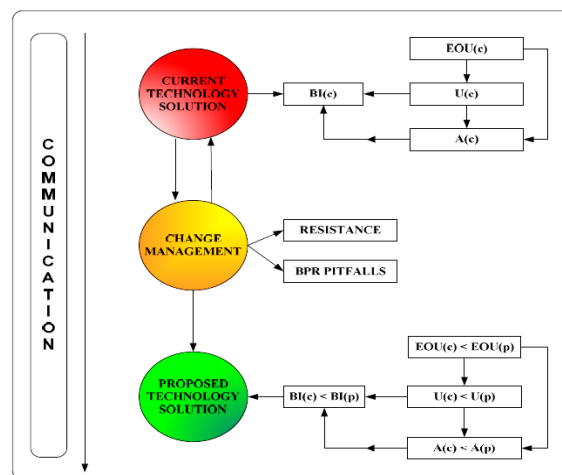 COMMUNICATION
CURRENT
TECHNOLOGY
SOLUTION
BI(c)
EOU(c)
U(c)
A(c)
CHANGE
MANAGEMENT
RESISTANCE
BPR PITFALLS
PROPOSED
TECHNOLOGY
SOLUTION
BI(c) < BI(p)
EOU(c) < EOU(p)
U(c) < U(p)
A(c) < A(p)